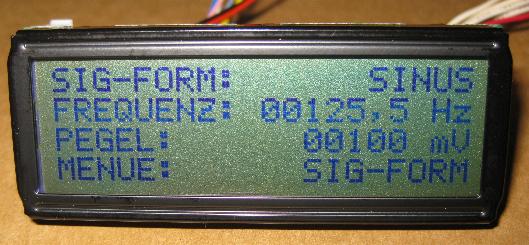 SIG-FORM: SINUS
FREQUENZ: 00125,5 Hz
PEGEL: 00100 mV
MENUE: SIG-FORM